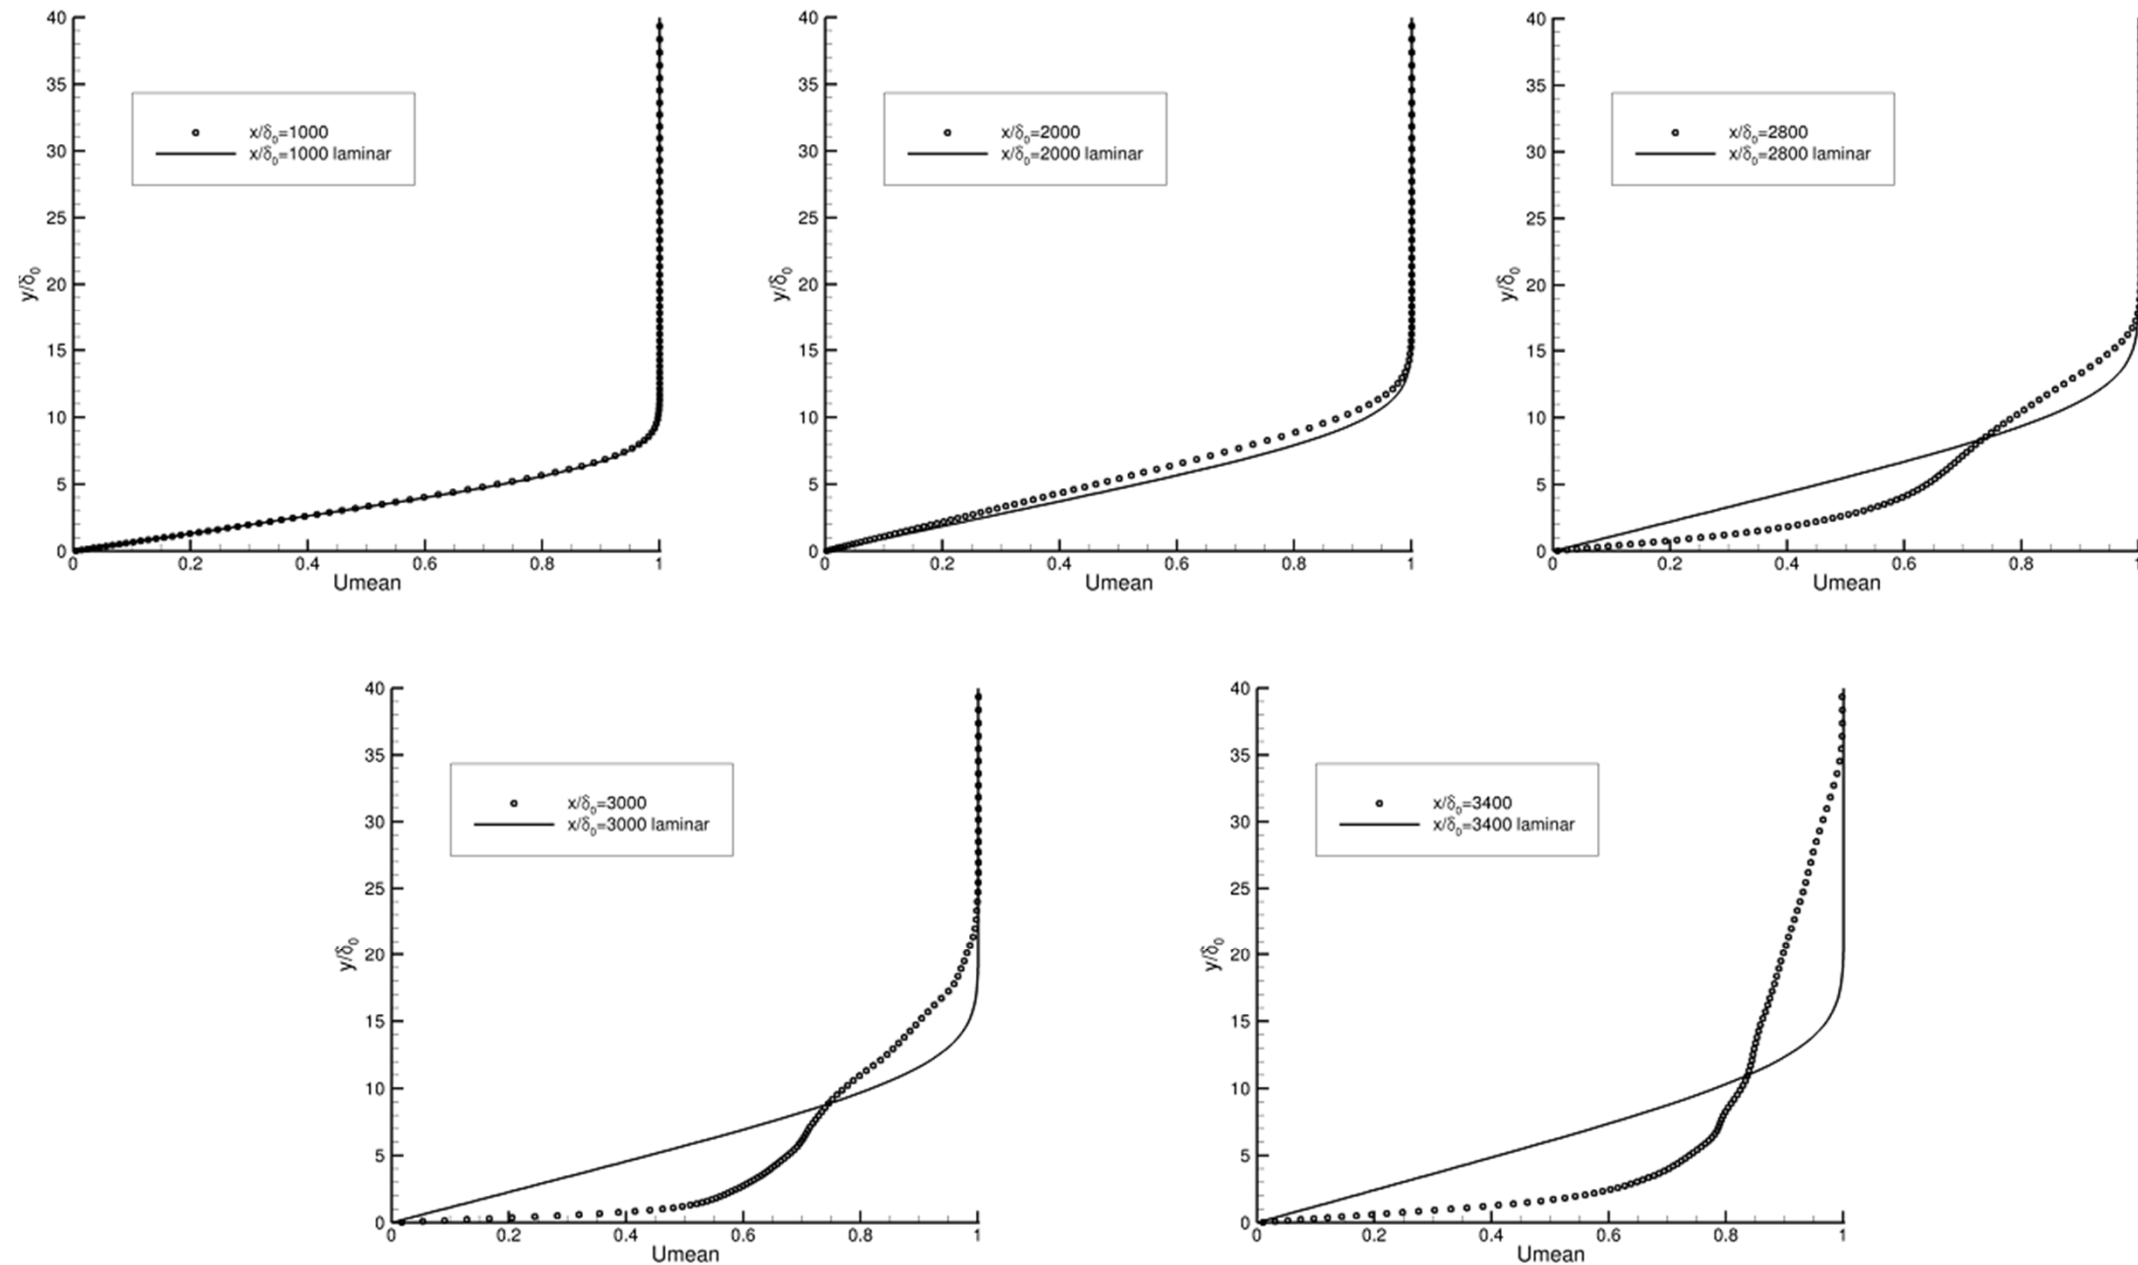 40
35
30
25
20
15
10
5
0
y/δ₀
x/δ₀=1000
x/δ₀=1000 laminar
0 0.2 0.4 0.6 0.8 1
Umean
40
35
30
25
20
15
10
5
0
y/δ₀
x/δ₀=2000
x/δ₀=2000 laminar
0 0.2 0.4 0.6 0.8 1
Umean
40
35
30
25
20
15
10
5
0
y/δ₀
x/δ₀=2800
x/δ₀=2800 laminar
0 0.2 0.4 0.6 0.8 1
Umean
40
35
30
25
20
15
10
5
0
y/δ₀
x/δ₀=3000
x/δ₀=3000 laminar
0 0.2 0.4 0.6 0.8 1
Umean
40
35
30
25
20
15
10
5
0
y/δ₀
x/δ₀=3400
x/δ₀=3400 laminar
0 0.2 0.4 0.6 0.8 1
Umean